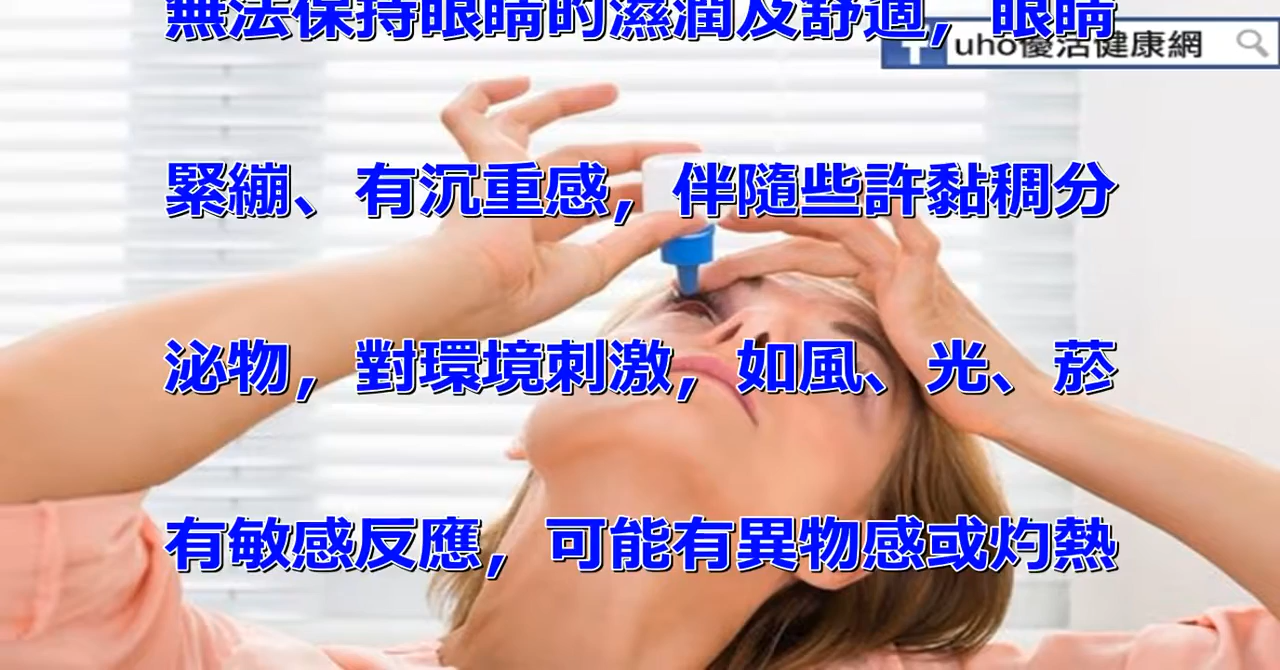 無法保持眼睛的濕潤及舒適，眼睛
uho優活健康網
緊繃、有沉重感，伴隨些許黏稠分
泌物，對環境刺激，如風、光、菸
有敏感反應，可能有異物感或灼熱